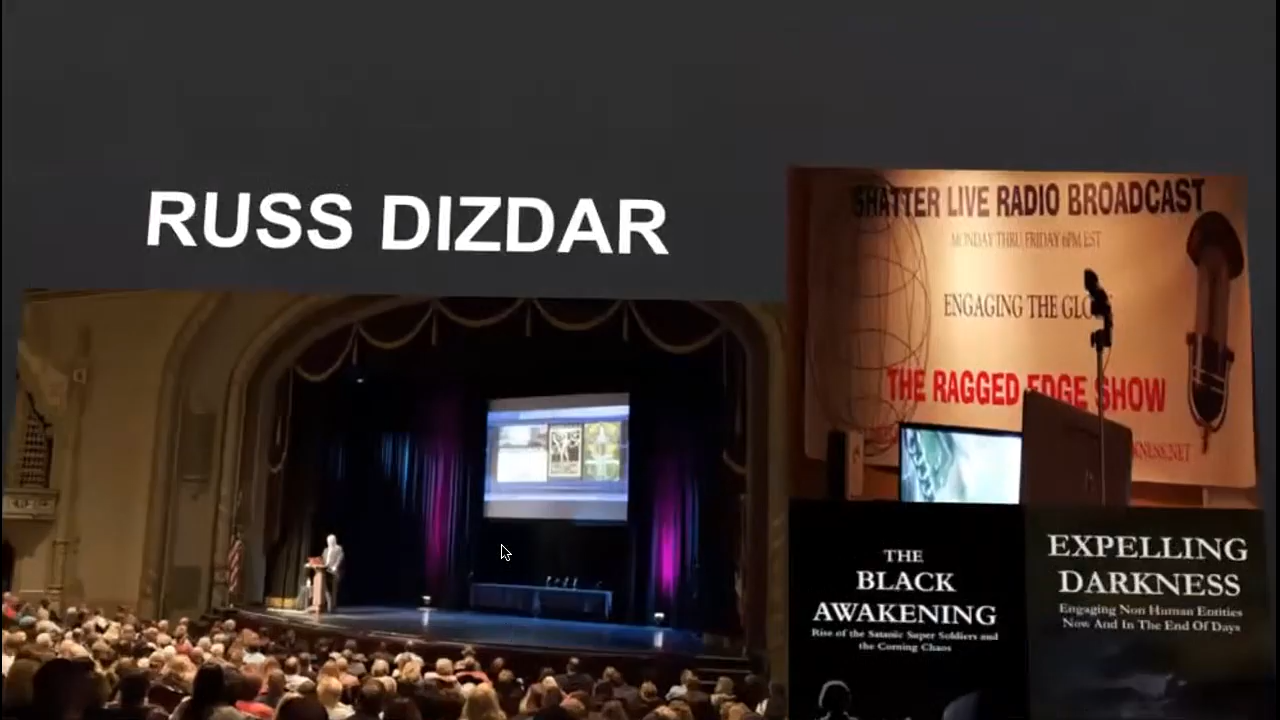 RUSS DIZDAR
SHATTER LIVE RADIO BROADCAST
MONDAY THRU FRIDAY 6PM EST
ENGAGING THE
THE RAGGED EDGE SHOW
THE
BLACK
AWAKENING
Rise of the Satanic Super Soldiers and
the Coming Chaos
EXPELLING
DARKNESS
Engaging Non Human Entities
Now And In The End Of Days